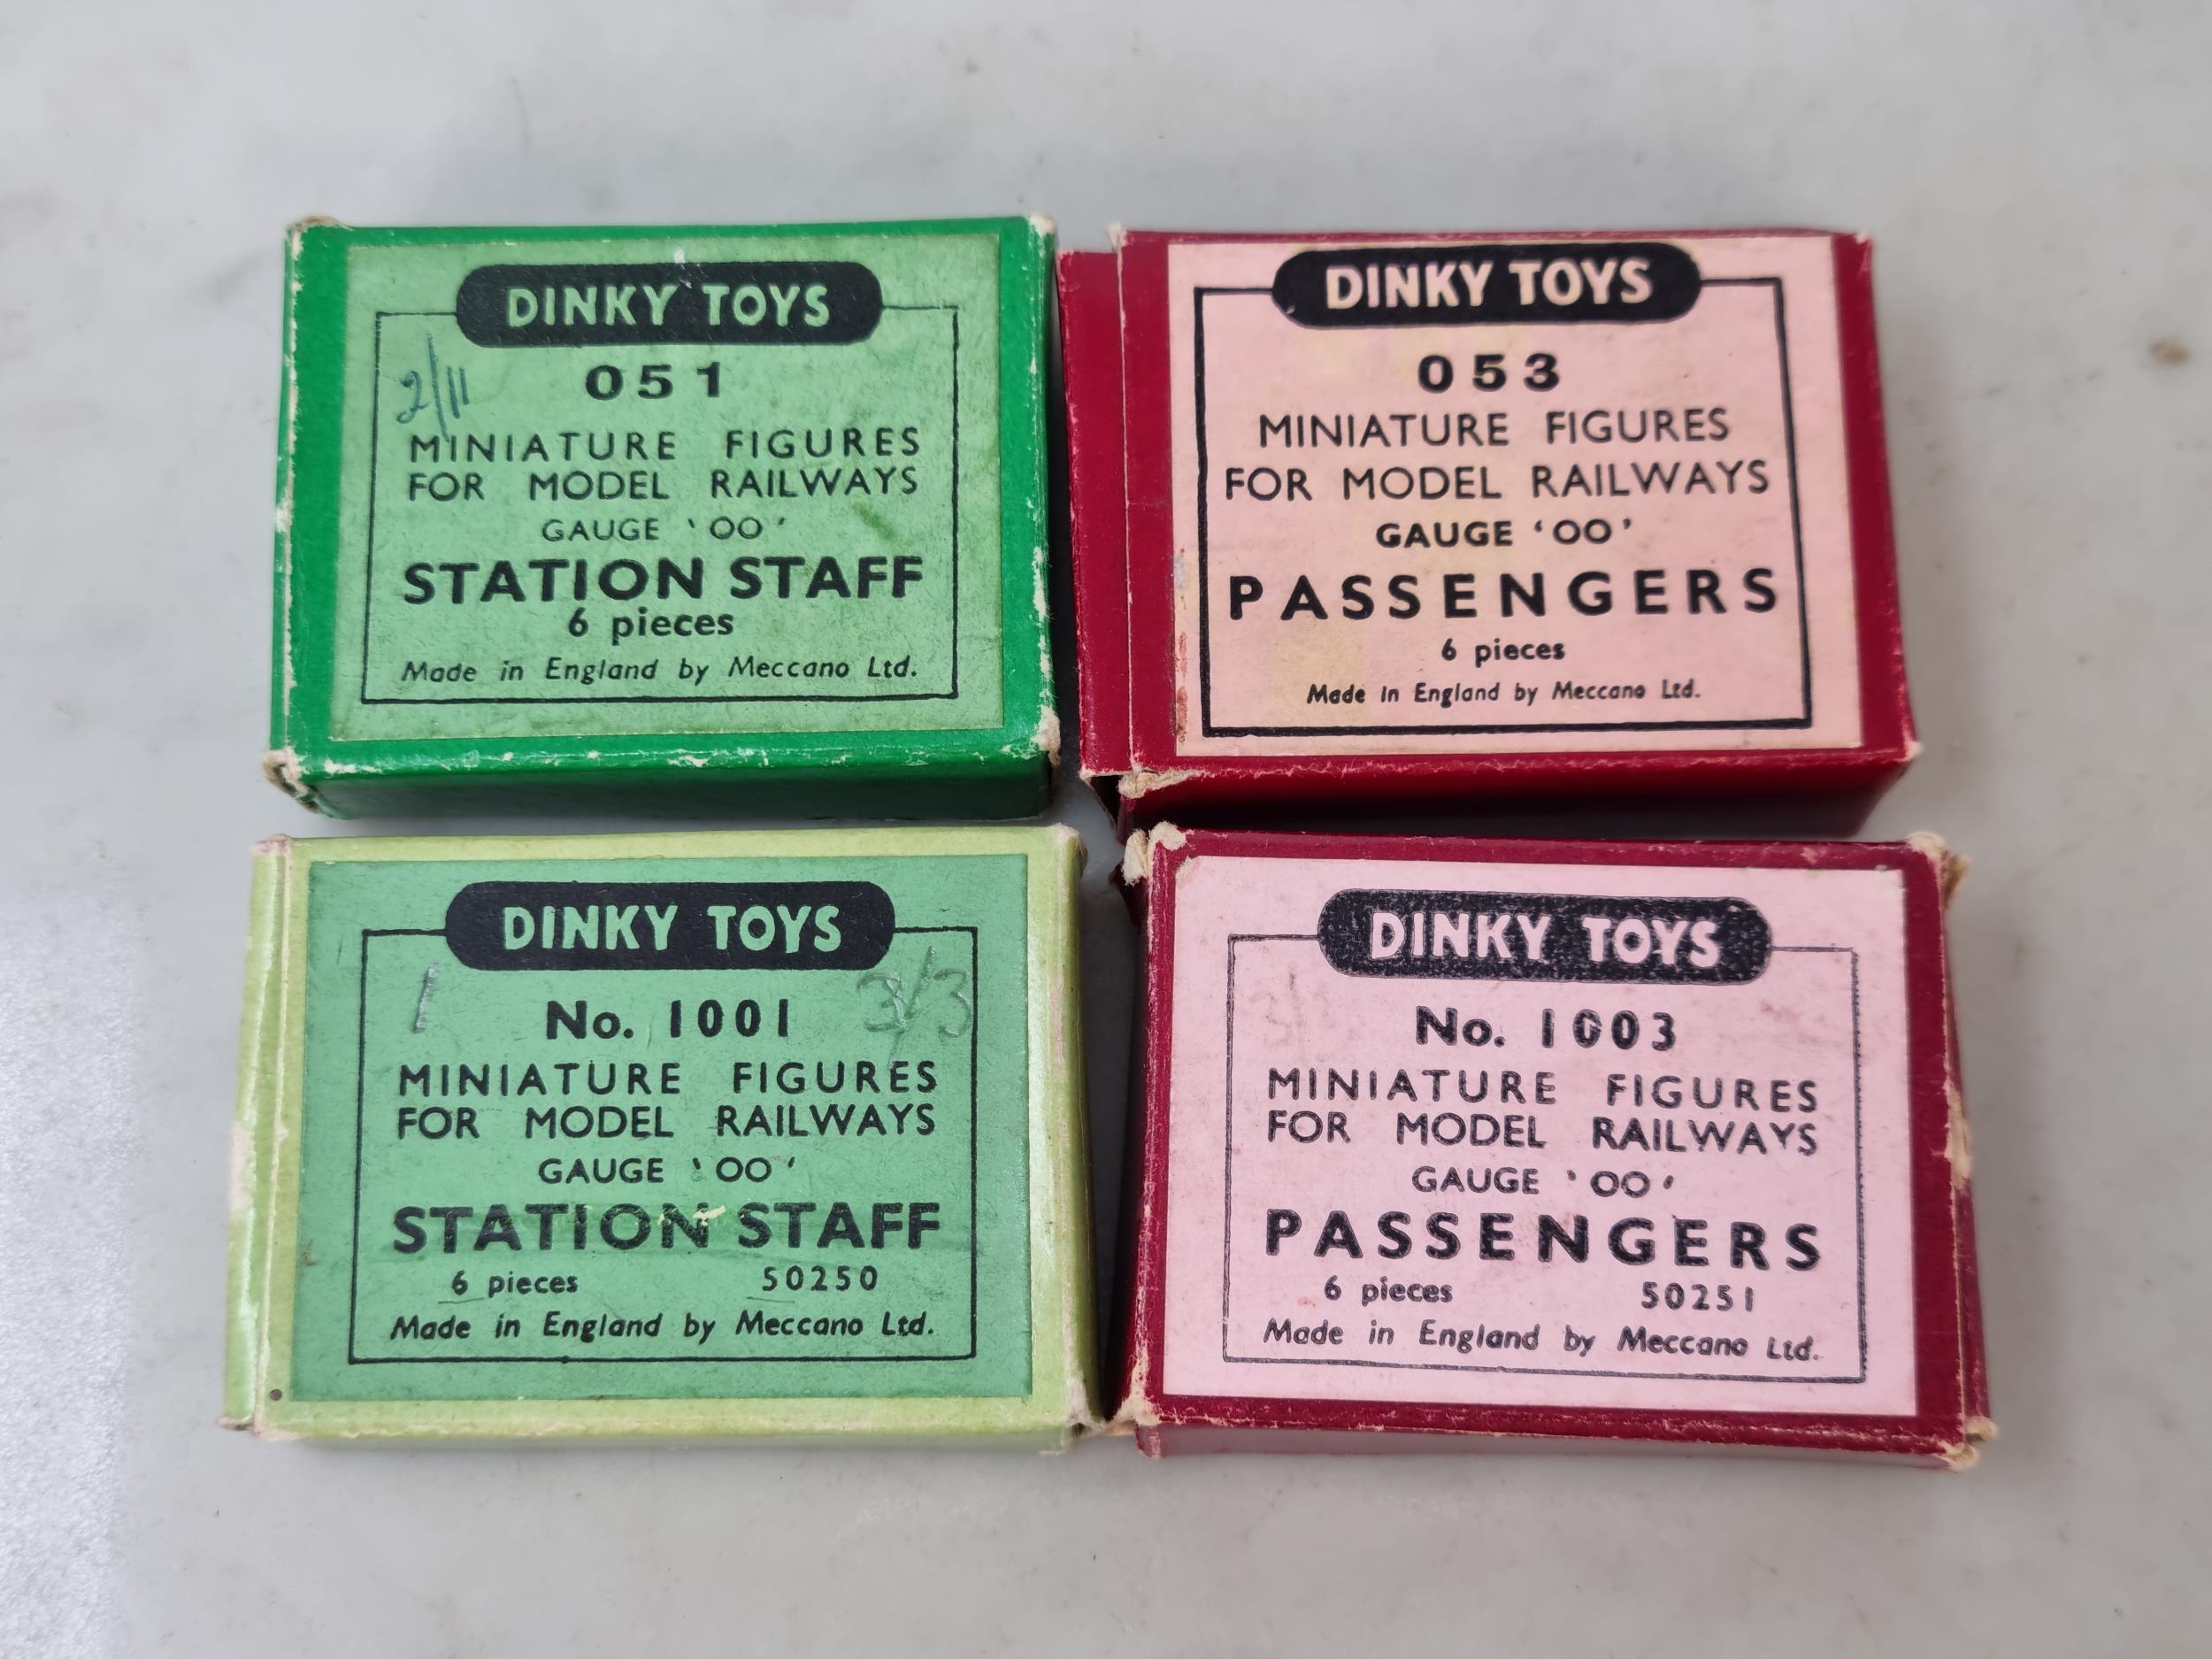 DINKY TOYS
051
2/11
MINIATURE FIGURES
FOR MODEL RAILWAYS
GAUGE 'OO'
STATION STAFF
6 pieces
Made in England by Meccano Ltd.
DINKY TOYS
053
MINIATURE FIGURES
FOR MODEL RAILWAYS
GAUGE 'OO'
PASSENGERS
6 pieces
Made in England by Meccano Ltd.
DINKY TOYS
1
3/3
No. 1001
MINIATURE FIGURES
FOR MODEL RAILWAYS
GAUGE 'OO'
STATION STAFF
6 pieces 50250
Made in England by Meccano Ltd.
DINKY TOYS
No. 1003
MINIATURE FIGURES
FOR MODEL RAILWAYS
GAUGE 'OO'
PASSENGERS
6 pieces 50251
Made in England by Meccano Ltd.